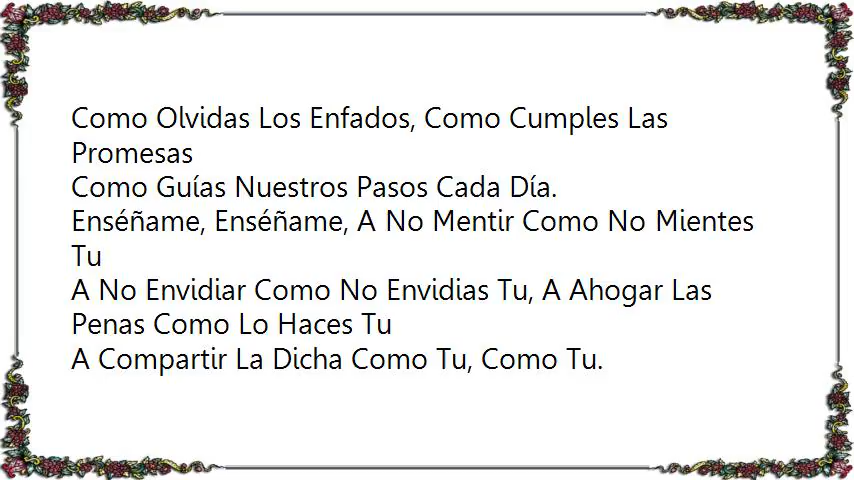 Como Olvidas Los Enfados, Como Cumples Las
Promesas
Como Guías Nuestros Pasos Cada Día.
Enséñame, Enséñame, A No Mentir Como No Mientes
Tu
A No Envidiar Como No Envidias Tu, A Ahogar Las
Penas Como Lo Haces Tu
A Compartir La Dicha Como Tu, Como Tu.